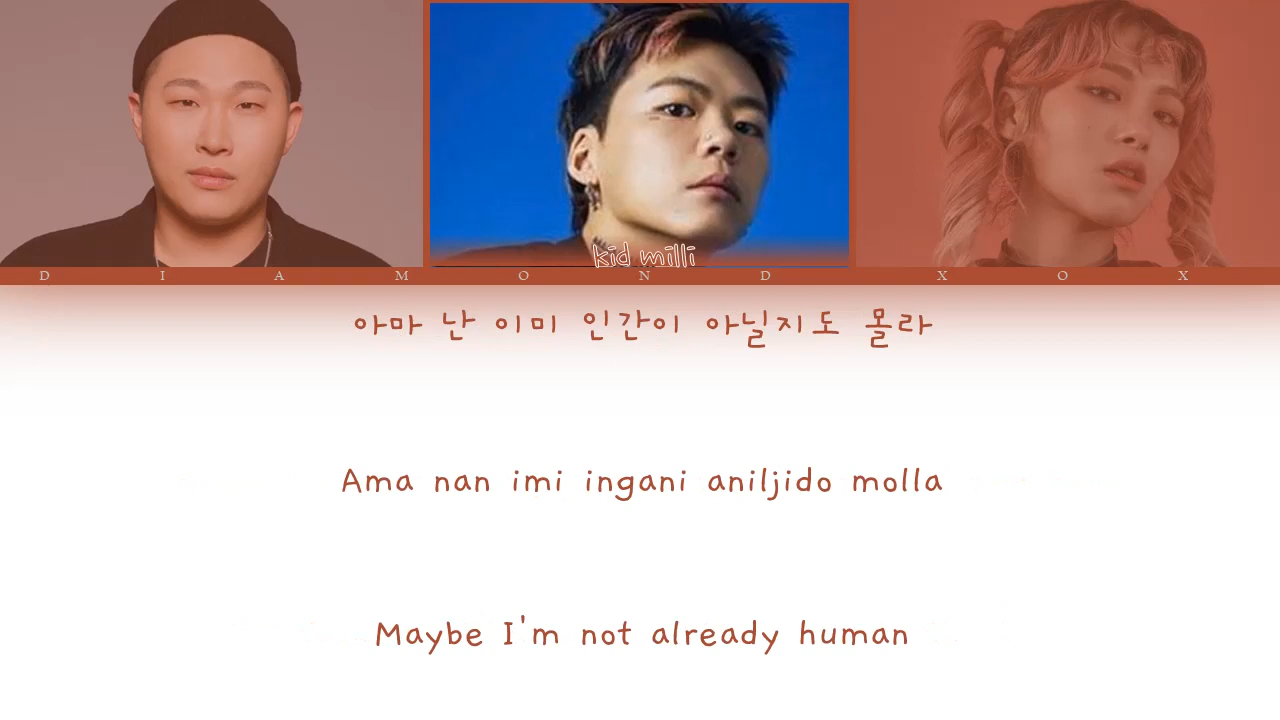 kid milli
D I A M O N D X O X
아마 난 이미 인간이 아닐지도 몰라
Ama nan imi ingani aniljido molla
Maybe I'm not already human